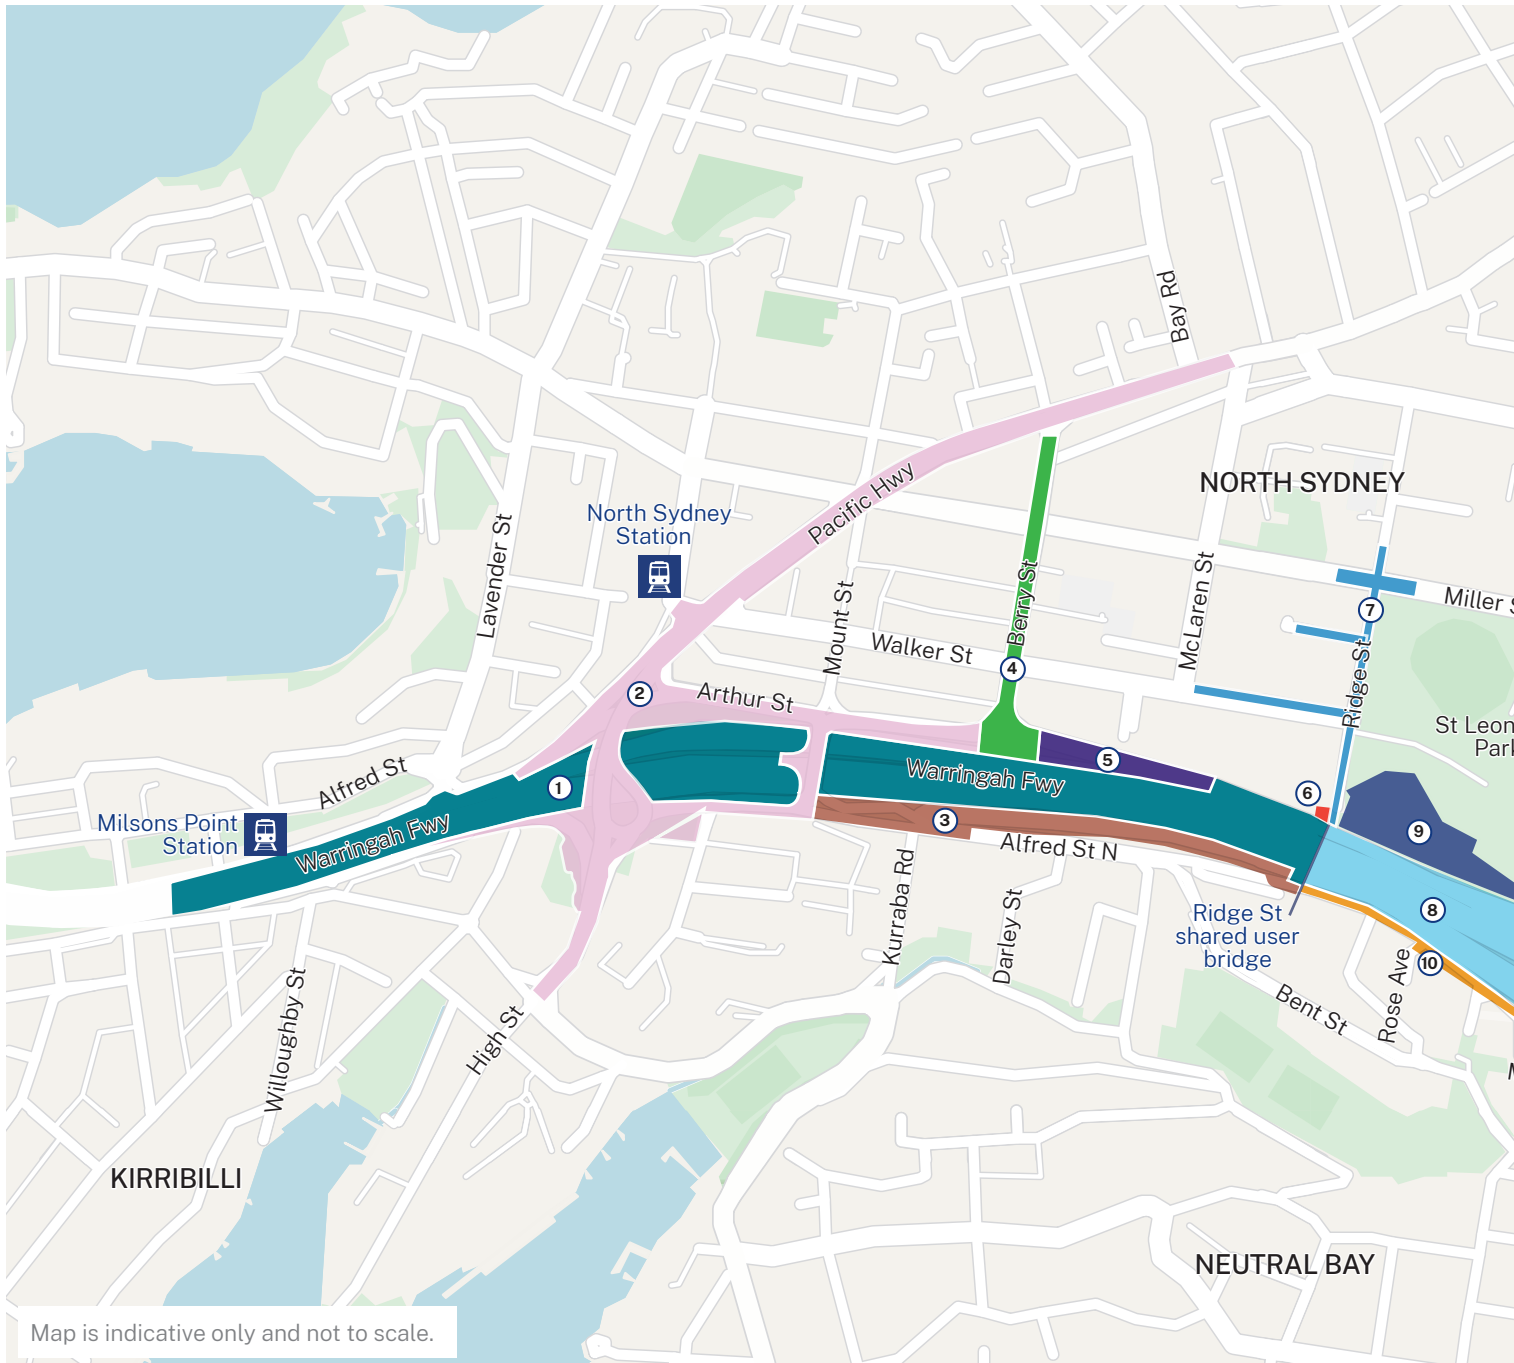 Bay Rd
NORTH SYDNEY
Pacific Hwy
North Sydney
Station
Lavender St
Berry St
McLaren St
Miller S
7
Mount St
Walker St
4
Ridge St
2
Arthur St
St Leon
Park
5
Warringah Fwy
Alfred St
1
6
Milsons Point
Station
Warringah Fwy
3
9
Alfred St N
Kurraba Rd
Darley St
Ridge St
shared user
bridge
8
10
Rose Ave
Bent St
Willoughby St
High St
KIRRIBILLI
NEUTRAL BAY
Map is indicative only and not to scale.